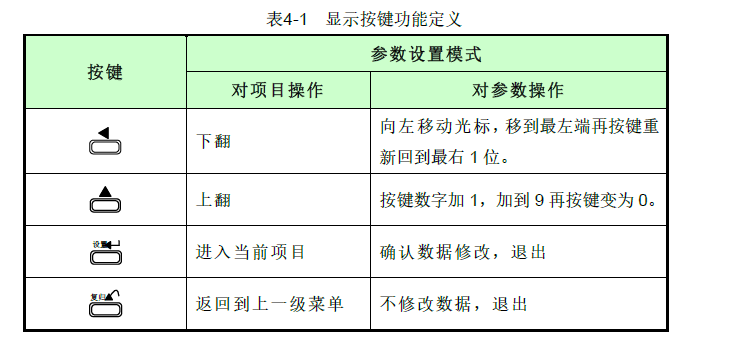 表4-1 显示按键功能定义
按键
参数设置模式
对项目操作
对参数操作
下翻
向左移动光标，移到最左端再按键重
新回到最右 1 位。
上翻
按键数字加 1，加到 9 再按键变为 0。
设置
进入当前项目
确认数据修改，退出
复归
返回到上一级菜单
不修改数据，退出